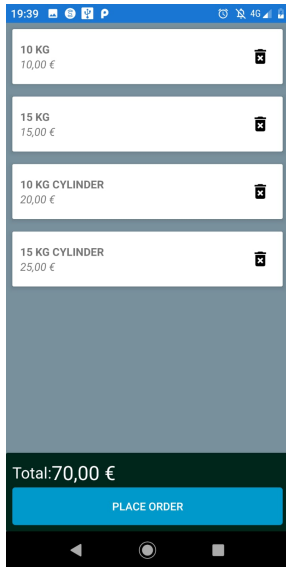 19:39 4G
10 KG
10,00 €
15 KG
15,00 €
10 KG CYLINDER
20,00 €
15 KG CYLINDER
25,00 €
Total:70,00 €
PLACE ORDER